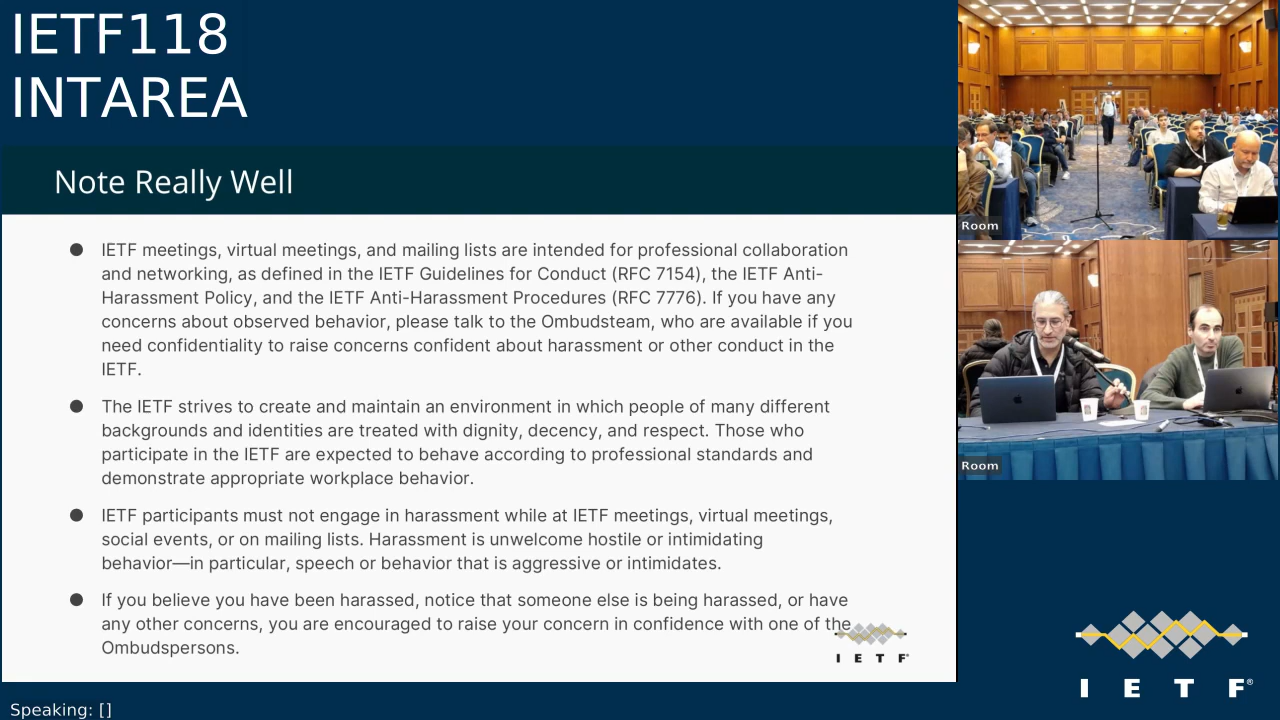 IETF118
INTAREA
Note Really Well
● IETF meetings, virtual meetings, and mailing lists are intended for professional collaboration
and networking, as defined in the IETF Guidelines for Conduct (RFC 7154), the IETF Anti-
Harassment Policy, and the IETF Anti-Harassment Procedures (RFC 7776). If you have any
concerns about observed behavior, please talk to the Ombudsteam, who are available if you
need confidentiality to raise concerns confident about harassment or other conduct in the
IETF.
● The IETF strives to create and maintain an environment in which people of many different
backgrounds and identities are treated with dignity, decency, and respect. Those who
participate in the IETF are expected to behave according to professional standards and
demonstrate appropriate workplace behavior.
● IETF participants must not engage in harassment while at IETF meetings, virtual meetings,
social events, or on mailing lists. Harassment is unwelcome hostile or intimidating
behavior—in particular, speech or behavior that is aggressive or intimidates.
● If you believe you have been harassed, notice that someone else is being harassed, or have
any other concerns, you are encouraged to raise your concern in confidence with one of the
Ombudspersons.
I E T F®
Room
Room
I E T F®
Speaking: []